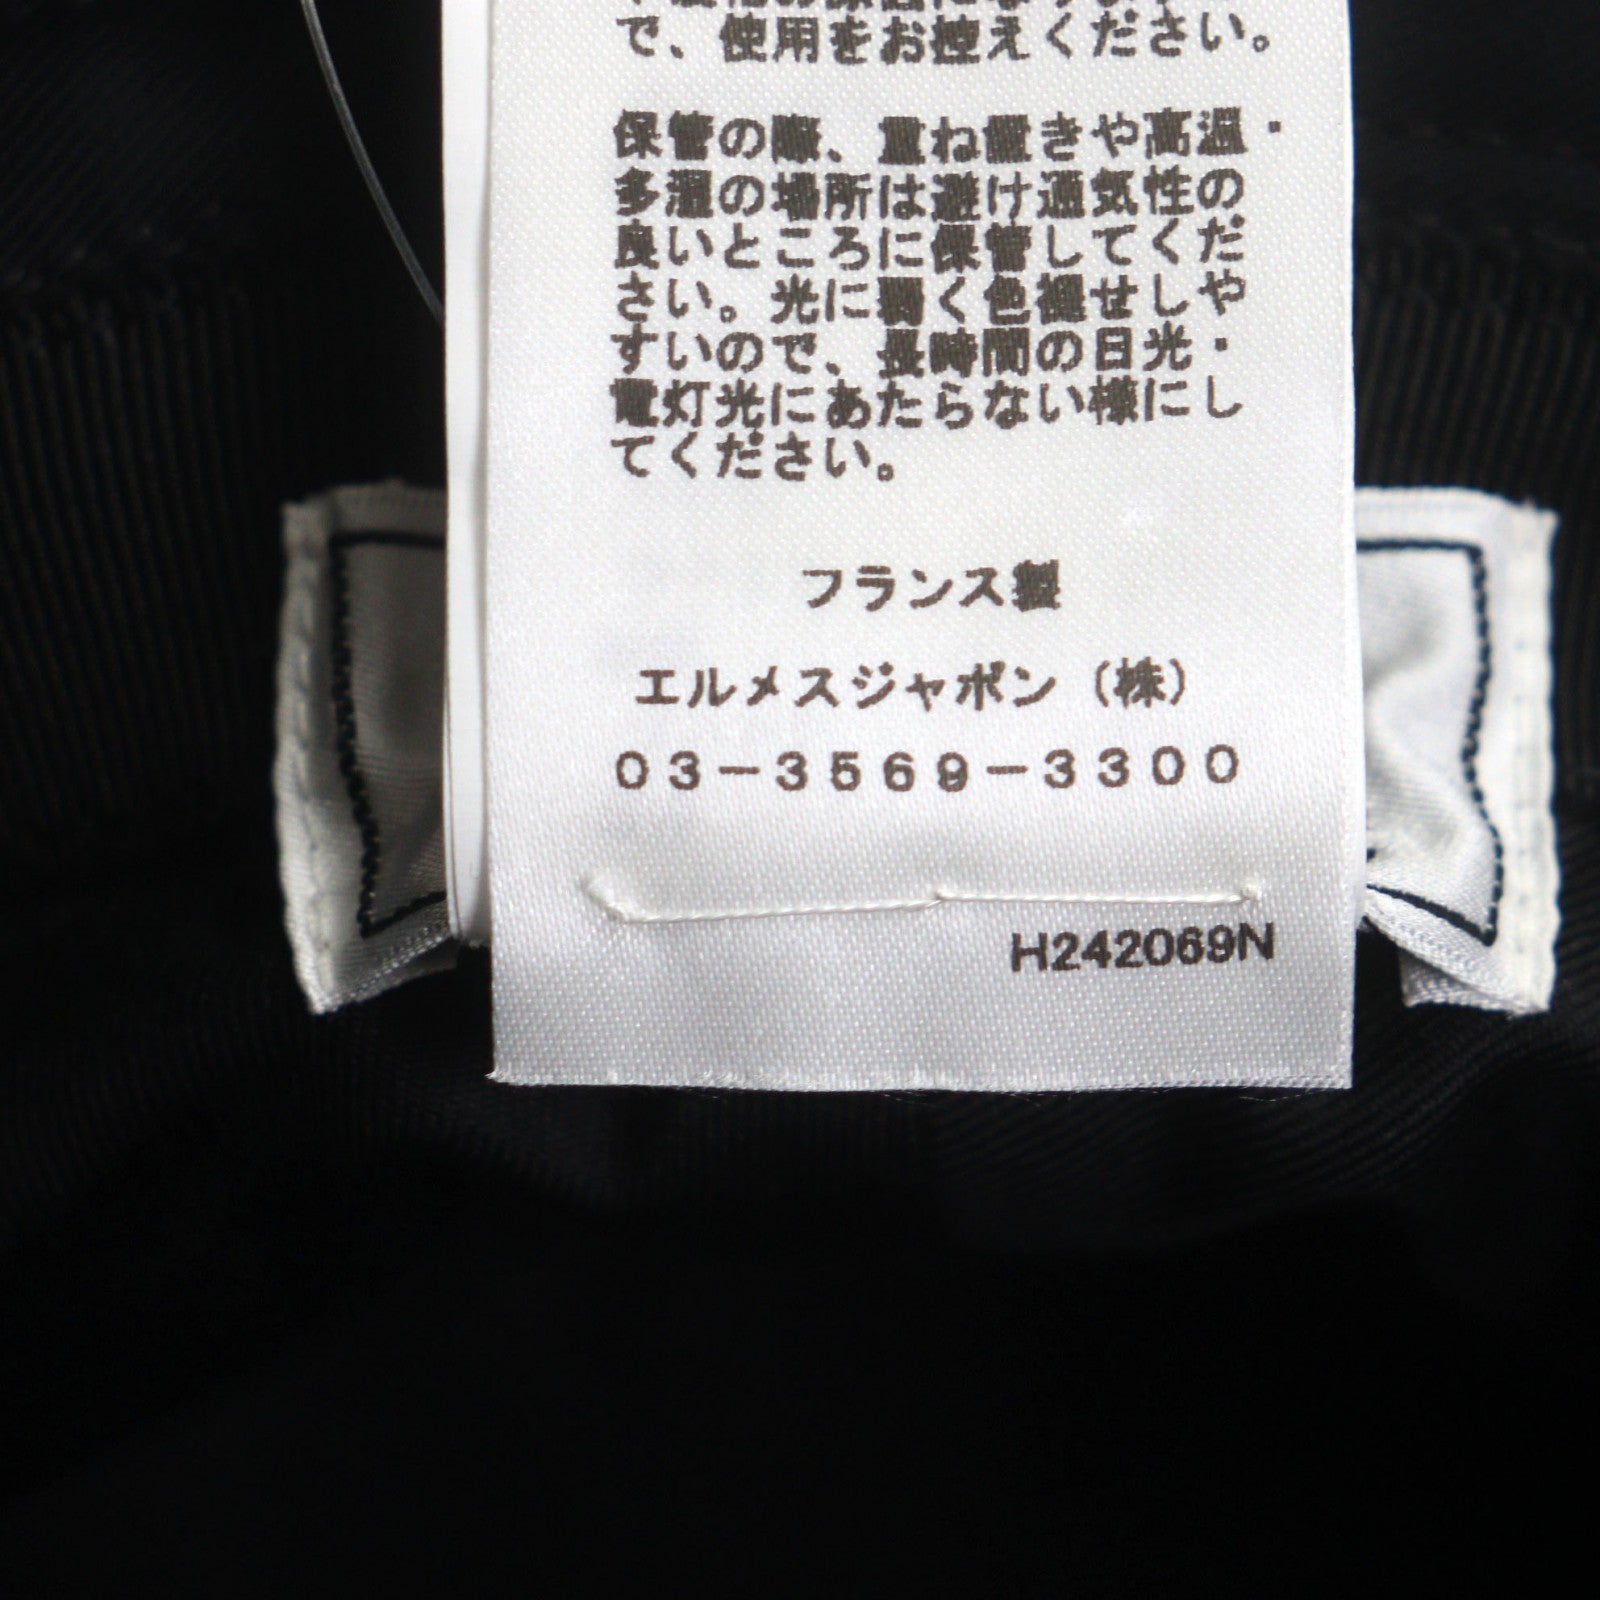 で、使用をお控えください。
保管の際、重ね置きや高温・
多湿の場所は避け通気性の
良いところに保管してくだ
さい。光に弱く色褪せしや
すいので、長時間の日光・
電灯光にあたらない様にし
てください。
フランス製
エルメスジャポン（株）
03-3569-3300
H242069N